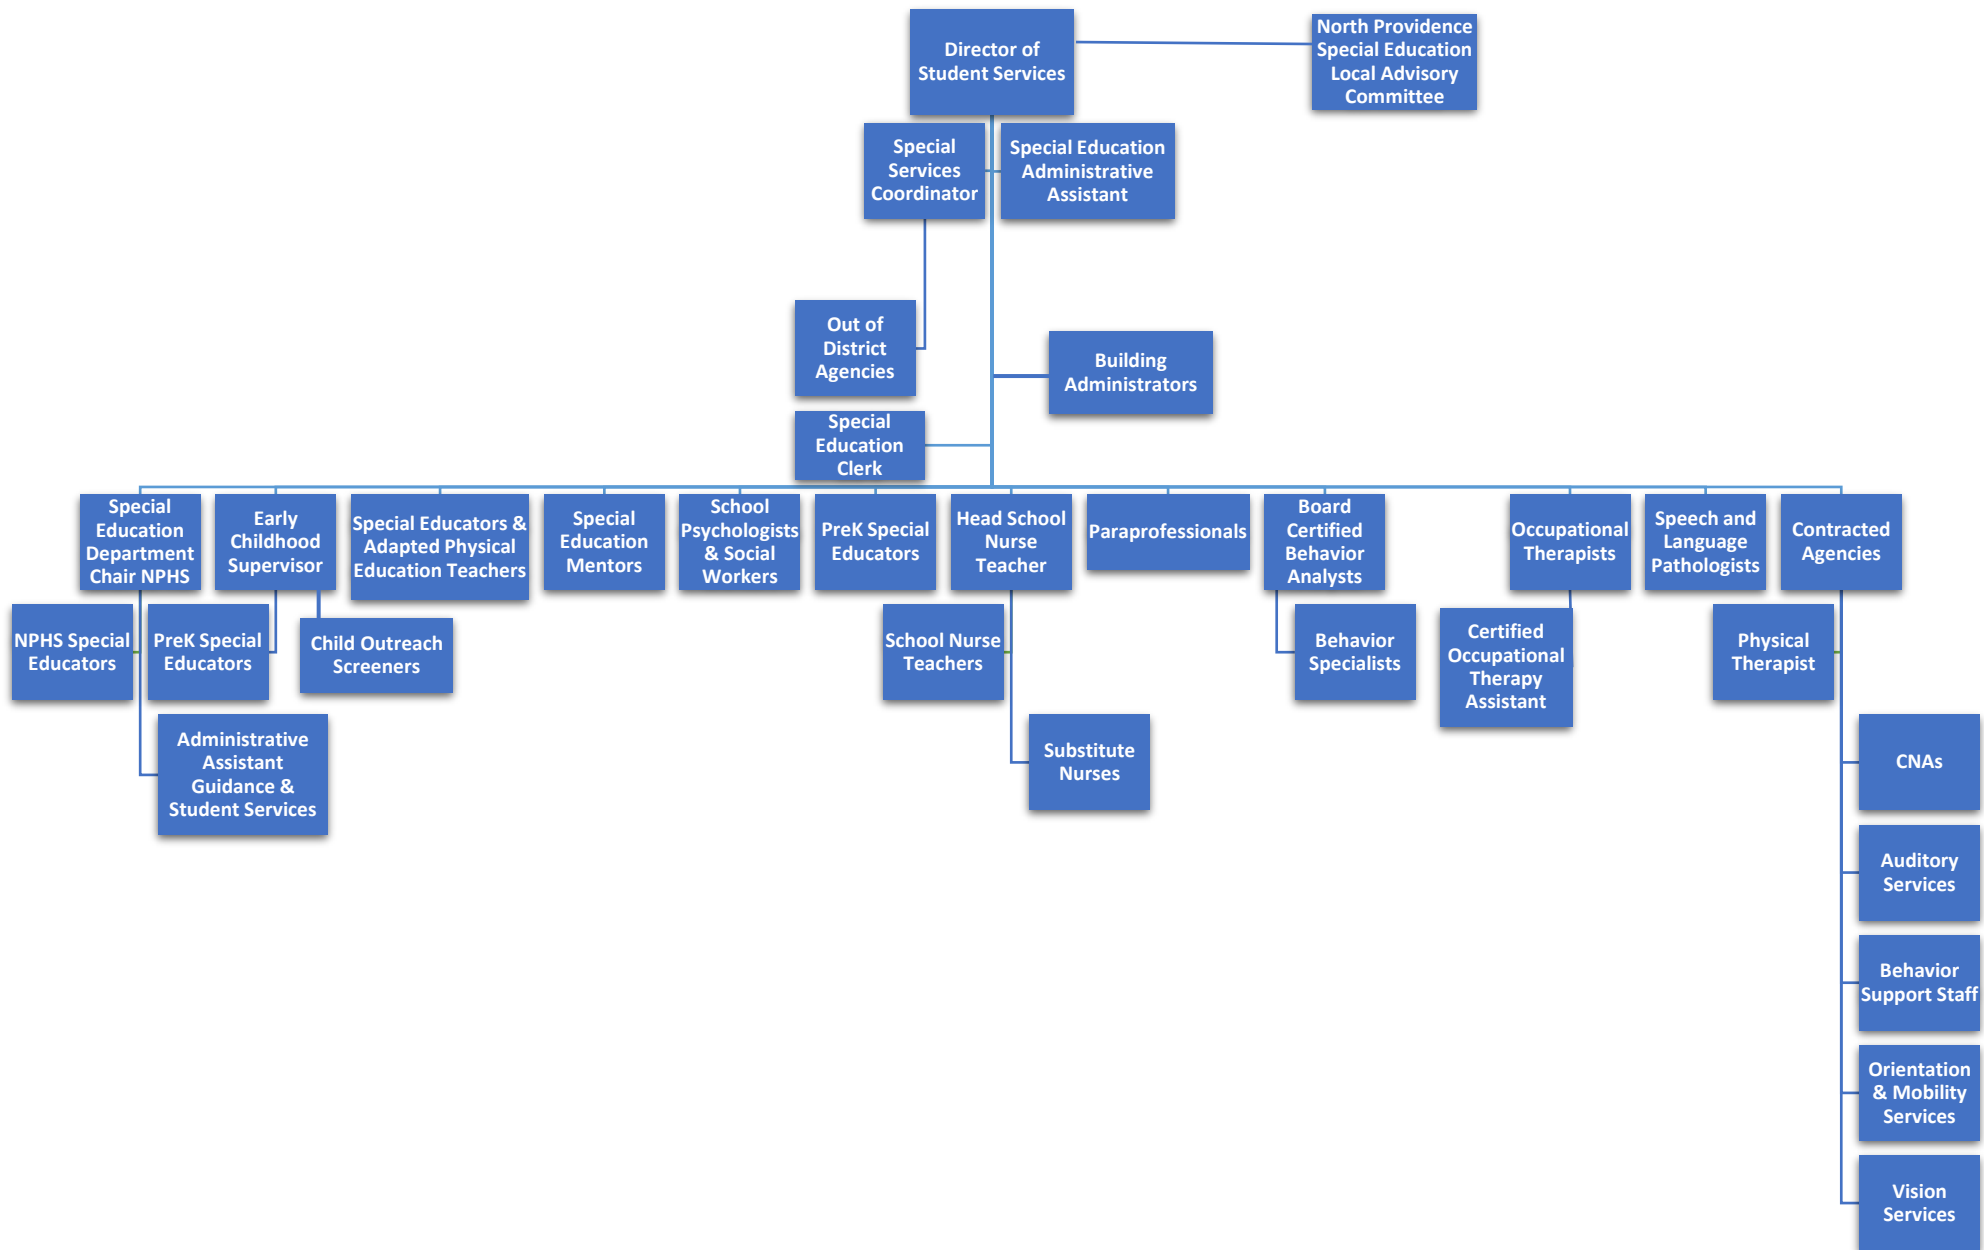 Director of
Student Services
North Providence
Special Education
Local Advisory
Committee
Special
Services
Coordinator
Special Education
Administrative
Assistant
Out of
District
Agencies
Building
Administrators
Special
Education
Clerk
Special
Education
Department
Chair NPHS
Early
Childhood
Supervisor
Special Educators &
Adapted Physical
Education Teachers
Special
Education
Mentors
School
Psychologists
& Social
Workers
PreK Special
Educators
Head School
Nurse
Teacher
Paraprofessionals
Board
Certified
Behavior
Analysts
Occupational
Therapists
Speech and
Language
Pathologists
Contracted
Agencies
NPHS Special
Educators
PreK Special
Educators
Child Outreach
Screeners
School Nurse
Teachers
Behavior
Specialists
Certified
Occupational
Therapy
Assistant
Physical
Therapist
Administrative
Assistant
Guidance &
Student Services
Substitute
Nurses
CNAs
Auditory
Services
Behavior
Support Staff
Orientation
& Mobility
Services
Vision
Services